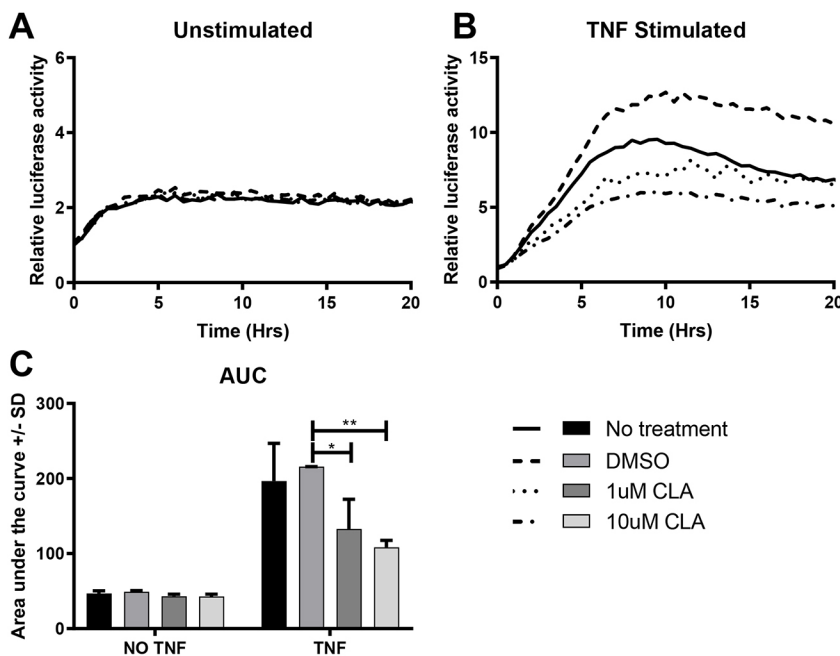 A
Unstimulated
Relative luciferase activity
6
4
2
0
0 5 10 15 20
Time (Hrs)
B
TNF Stimulated
Relative luciferase activity
15
10
5
0
0 5 10 15 20
Time (Hrs)
C
AUC
Area under the curve +/- SD
300
200
100
0
**
*
NO TNF TNF
No treatment
DMSO
1uM CLA
10uM CLA